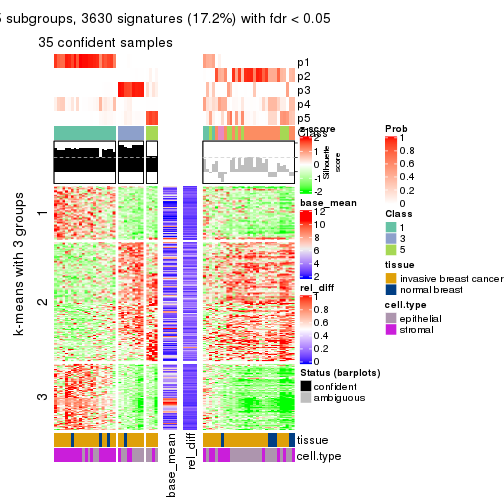 5 subgroups, 3630 signatures (17.2%) with fdr < 0.05
35 confident samples
p1
p2
p3
p4
p5
Class
z-score
2
1
0
-1
-2
Silhouette
score
base_mean
12
10
8
6
4
2
rel_diff
1
0.8
0.6
0.4
0.2
0
Status (barplots)
confident
ambiguous
Prob
1
0.8
0.6
0.4
0.2
0
Class
1
3
5
tissue
invasive breast cancer
normal breast
cell.type
epithelial
stromal
k-means with 3 groups
1
2
3
tissue
cell.type
base_mean
rel_diff